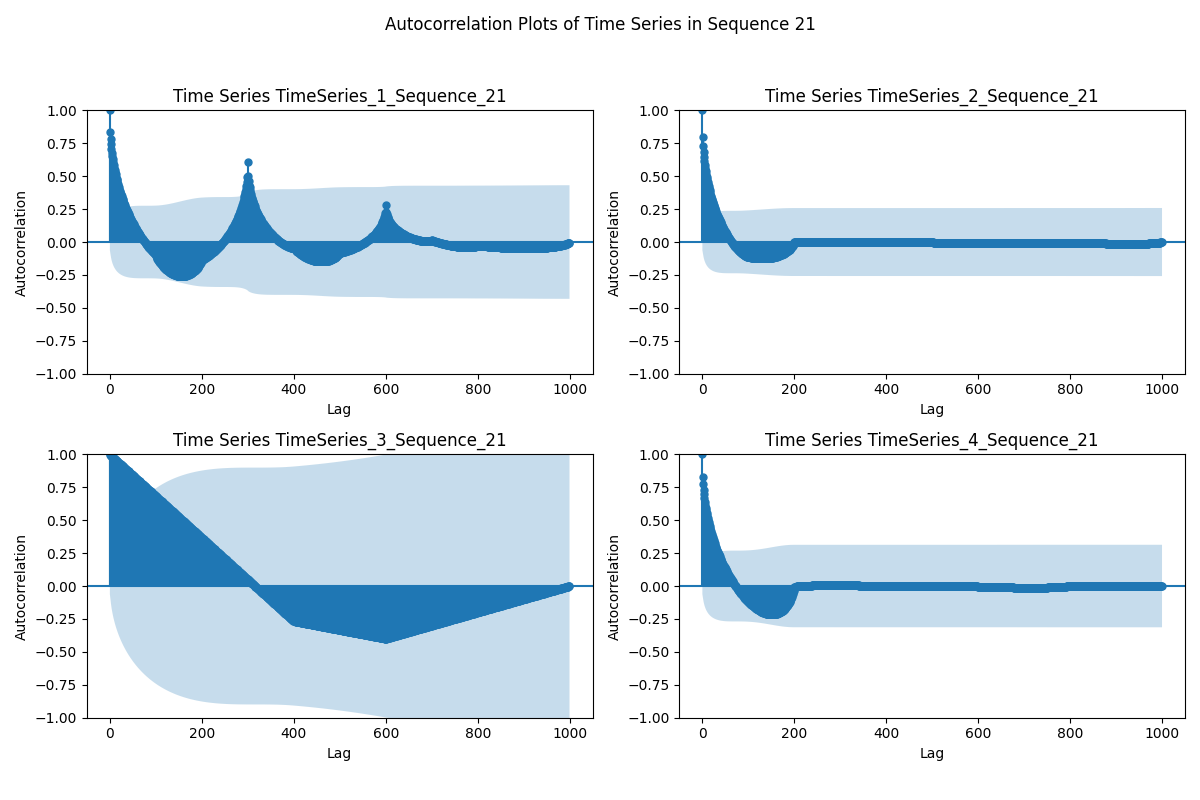 Autocorrelation Plots of Time Series in Sequence 21
Time Series TimeSeries_1_Sequence_21
1.00
0.75
0.50
0.25
0.00
−0.25
−0.50
−0.75
−1.00
Autocorrelation
0 200 400 600 800 1000
Lag
Time Series TimeSeries_2_Sequence_21
1.00
0.75
0.50
0.25
0.00
−0.25
−0.50
−0.75
−1.00
Autocorrelation
0 200 400 600 800 1000
Lag
Time Series TimeSeries_3_Sequence_21
1.00
0.75
0.50
0.25
0.00
−0.25
−0.50
−0.75
−1.00
Autocorrelation
0 200 400 600 800 1000
Lag
Time Series TimeSeries_4_Sequence_21
1.00
0.75
0.50
0.25
0.00
−0.25
−0.50
−0.75
−1.00
Autocorrelation
0 200 400 600 800 1000
Lag